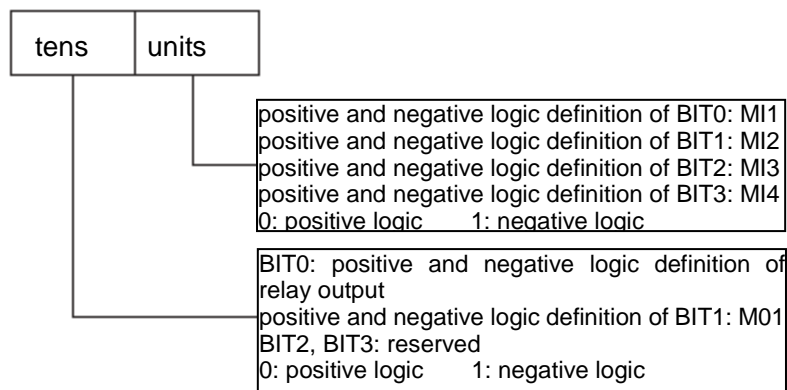 tens units
positive and negative logic definition of BIT0: MI1
positive and negative logic definition of BIT1: MI2
positive and negative logic definition of BIT2: MI3
positive and negative logic definition of BIT3: MI4
0: positive logic 1: negative logic
BIT0: positive and negative logic definition of
relay output
positive and negative logic definition of BIT1: M01
BIT2, BIT3: reserved
0: positive logic 1: negative logic